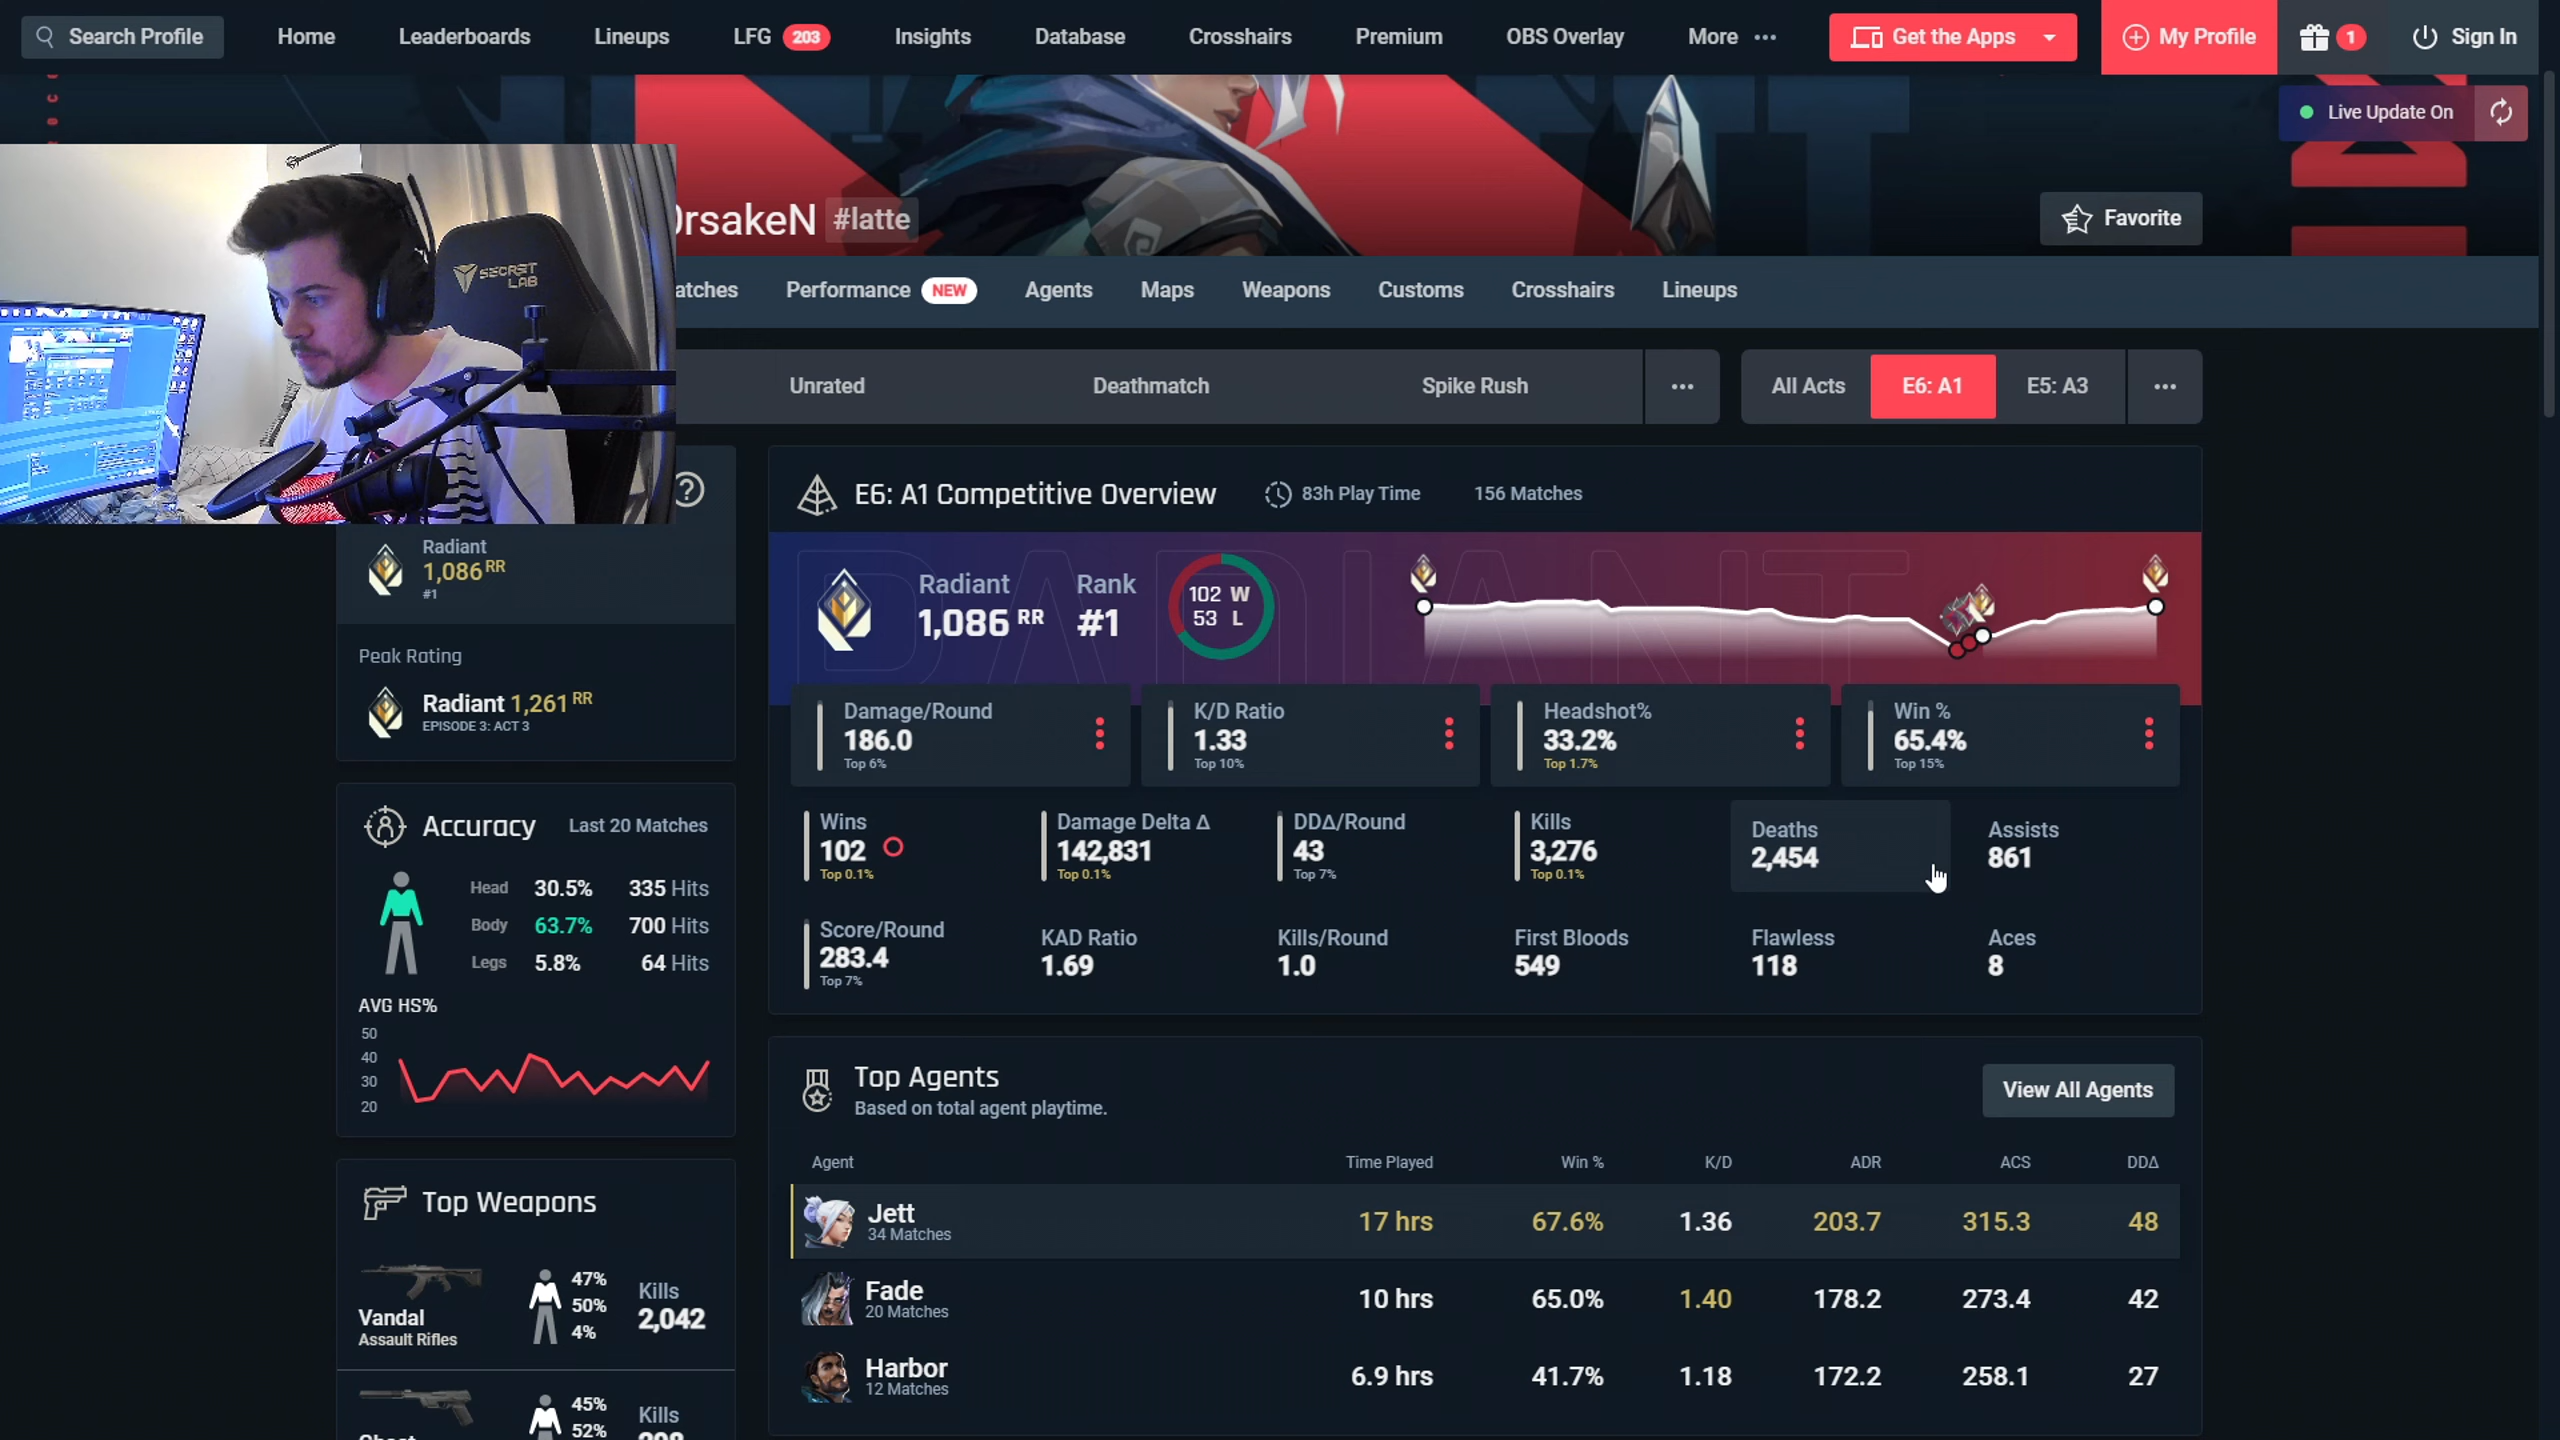 Search Profile
Home
Leaderboards
Lineups
LFG 203
Insights
Database
Crosshairs
Premium
OBS Overlay
More
Get the Apps
My Profile
1
Sign In
Live Update On
SECRET
LAB
0rsakeN #latte
Favorite
atches
Performance NEW
Agents
Maps
Weapons
Customs
Crosshairs
Lineups
Unrated
Deathmatch
Spike Rush
All Acts
E6: A1
E5: A3
?
Radiant
1,086 RR
#1
Peak Rating
Radiant 1,261 RR
EPISODE 3: ACT 3
Accuracy
Last 20 Matches
Head 30.5% 335 Hits
Body 63.7% 700 Hits
Legs 5.8% 64 Hits
AVG HS%
50
40
30
20
Top Weapons
Vandal
Assault Rifles
47%
50%
4%
Kills
2,042
45%
52%
Kills
E6: A1 Competitive Overview
83h Play Time
156 Matches
RADIANT
Radiant
1,086 RR
Rank
#1
102 W
53 L
Damage/Round
186.0
Top 6%
K/D Ratio
1.33
Top 10%
Headshot%
33.2%
Top 1.7%
Win %
65.4%
Top 15%
Wins
102
Top 0.1%
Damage Delta Δ
142,831
Top 0.1%
DDΔ/Round
43
Top 7%
Kills
3,276
Top 0.1%
Deaths
2,454
Assists
861
Score/Round
283.4
Top 7%
KAD Ratio
1.69
Kills/Round
1.0
First Bloods
549
Flawless
118
Aces
8
Top Agents
Based on total agent playtime.
View All Agents
Agent Time Played Win % K/D ADR ACS DDΔ
Jett 17 hrs 67.6% 1.36 203.7 315.3 48
34 Matches
Fade 10 hrs 65.0% 1.40 178.2 273.4 42
20 Matches
Harbor 6.9 hrs 41.7% 1.18 172.2 258.1 27
12 Matches